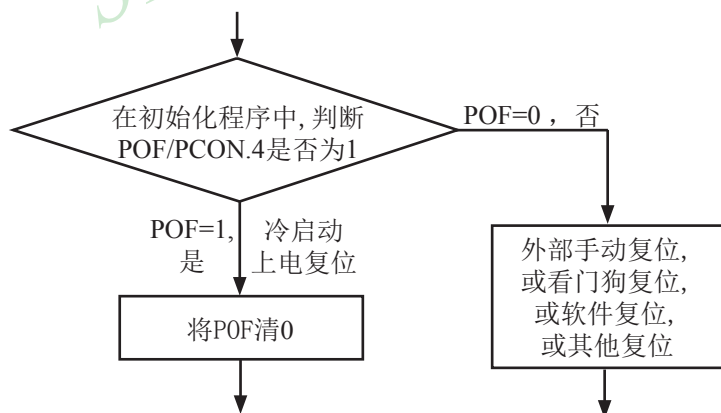 在初始化程序中, 判断
POF/PCON.4是否为1
POF=0 ，否
POF=1,
是
冷启动
上电复位
将POF清0
外部手动复位,
或看门狗复位,
或软件复位,
或其他复位